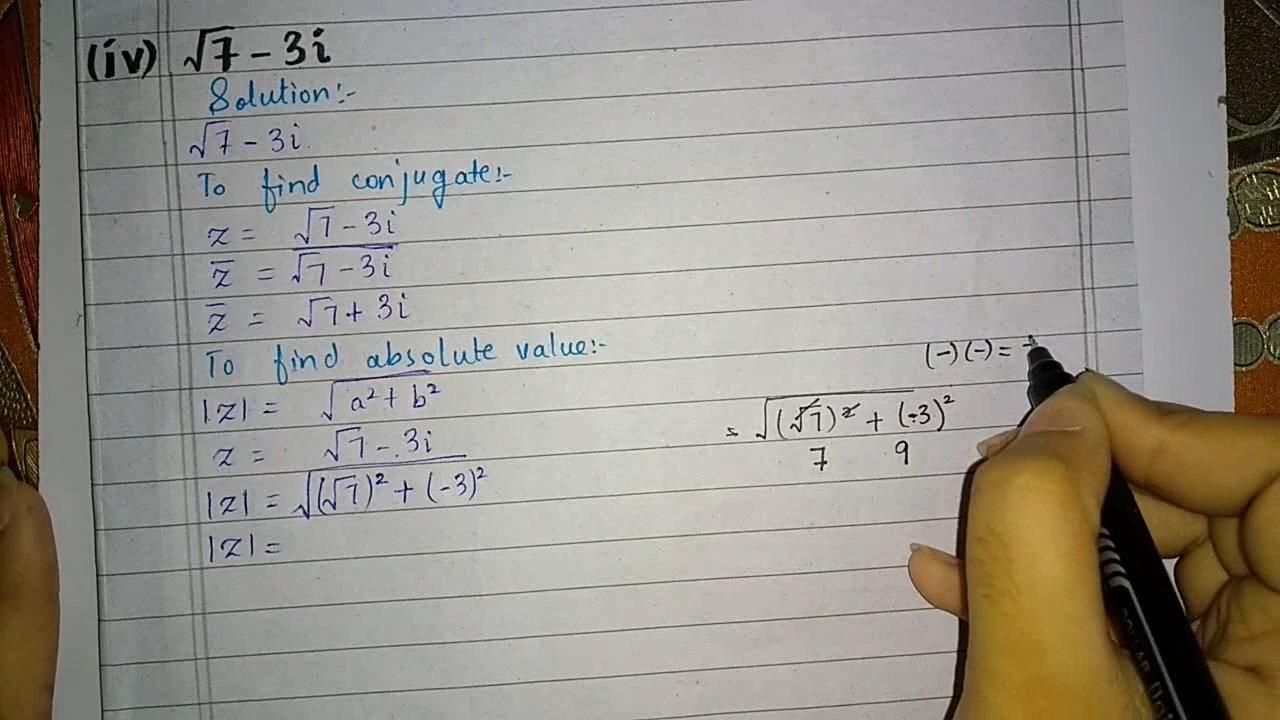 (iv) √7 - 3i
Solution:-
√7 - 3i
To find conjugate:-
z = √7 - 3i
z̅ = \overline{√7 - 3i}
z̅ = √7 + 3i
To find absolute value:-
|z| = √(a² + b²)
z = √7 - 3i
|z| = √((√7)² + (-3)²)
|z| =
(-)(-) = +
= √((√7)² + (-3)²)
7 9